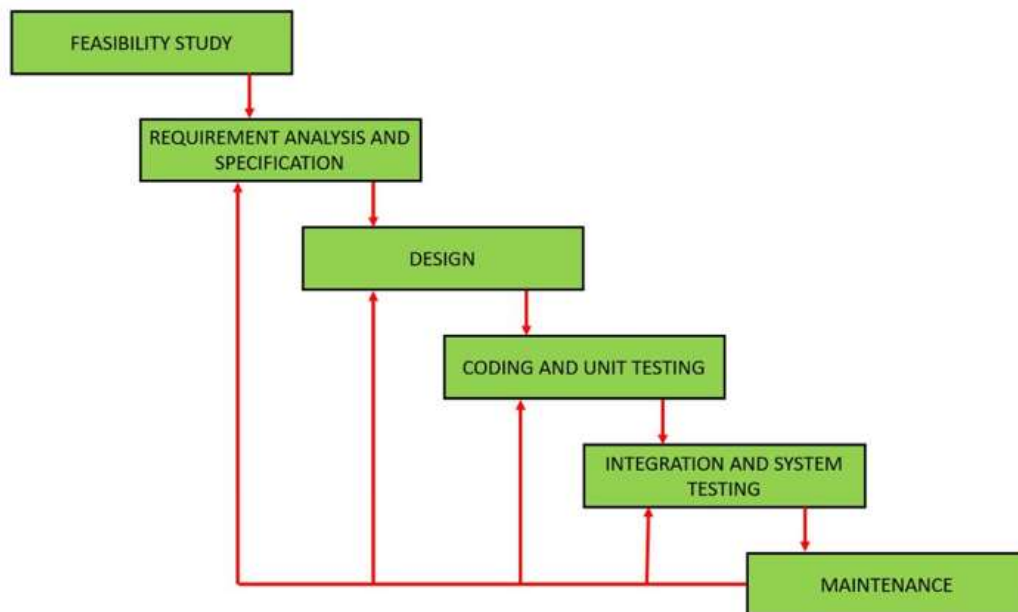 FEASIBILITY STUDY
REQUIREMENT ANALYSIS AND
SPECIFICATION
DESIGN
CODING AND UNIT TESTING
INTEGRATION AND SYSTEM
TESTING
MAINTENANCE